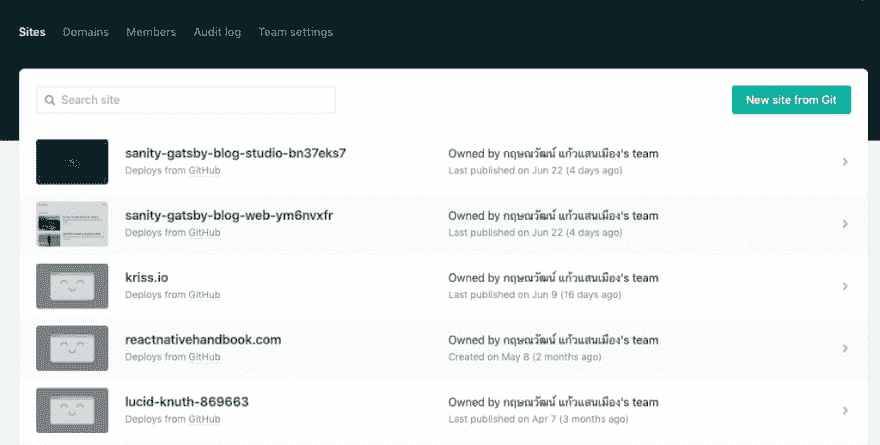 Sites Domains Members Audit log Team settings
Search site New site from Git
sanity-gatsby-blog-studio-bn37eks7 Owned by กฤษณวัฒน์ แก้วแสนเมือง's team
Deploys from GitHub Last published on Jun 22 (4 days ago)
sanity-gatsby-blog-web-ym6nvxfr Owned by กฤษณวัฒน์ แก้วแสนเมือง's team
Deploys from GitHub Last published on Jun 22 (4 days ago)
kriss.io Owned by กฤษณวัฒน์ แก้วแสนเมือง's team
Deploys from GitHub Last published on Jun 9 (16 days ago)
reactnativehandbook.com Owned by กฤษณวัฒน์ แก้วแสนเมือง's team
Deploys from GitHub Created on May 8 (2 months ago)
lucid-knuth-869663 Owned by กฤษณวัฒน์ แก้วแสนเมือง's team
Deploys from GitHub Last published on Apr 7 (3 months ago)